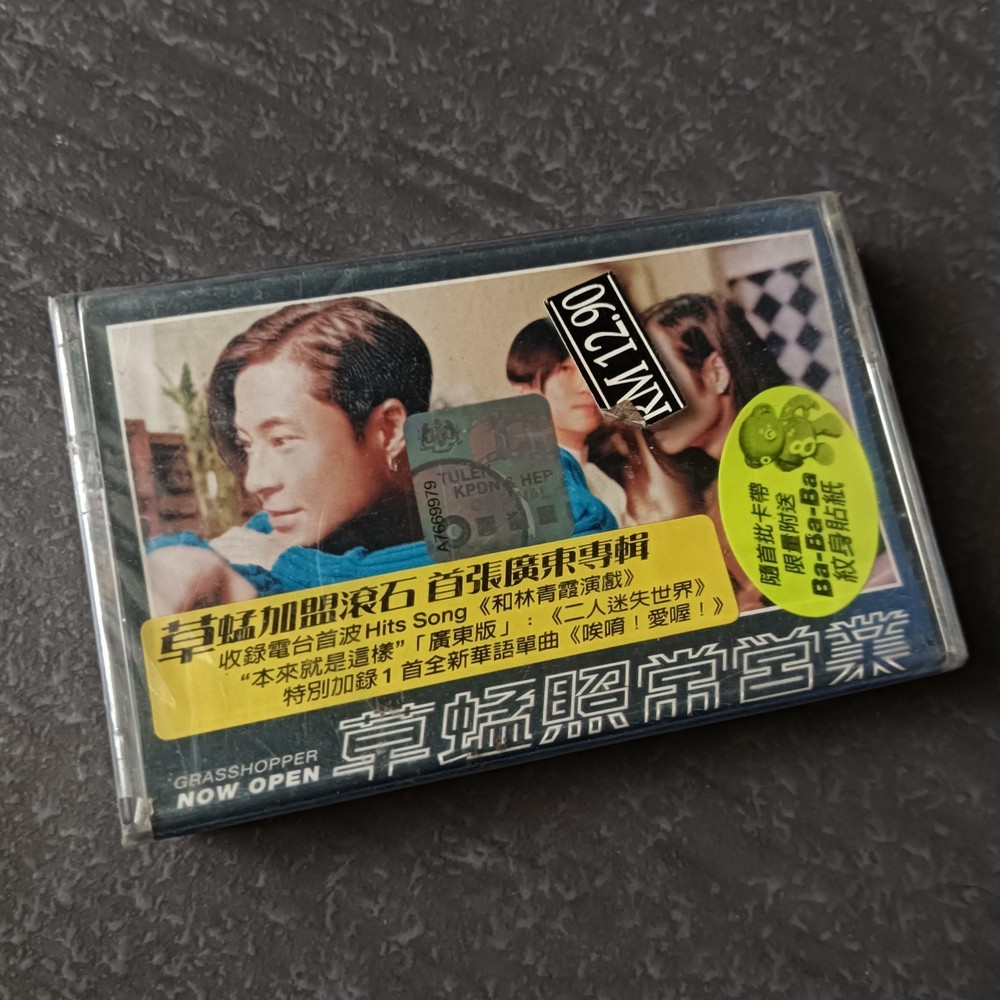 RM 12.90
TULEN
KPDN & HEP
A7669979
隨首批卡帶
限量附送
Ba-Ba-Ba
紋身貼紙
草蜢加盟滾石 首張廣東專輯
收錄電台首波Hits Song《和林青霞演戲》
“本來就是這樣”「廣東版」:《二人迷失世界》
特別加錄1首全新華語單曲《唉唷!愛喔!》
GRASSHOPPER
NOW OPEN
草蜢照常營業